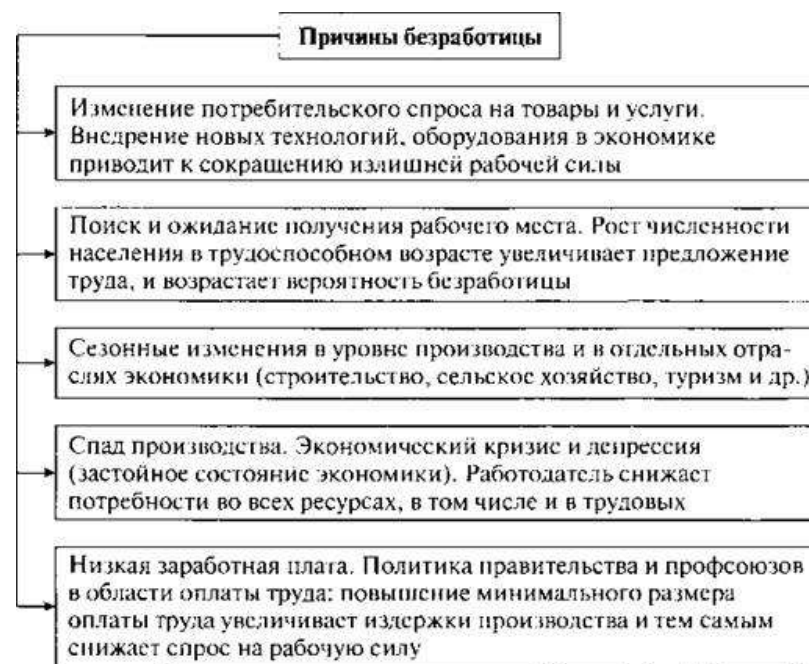 Причины безработицы
Изменение потребительского спроса на товары и услуги.
Внедрение новых технологий, оборудования в экономике
приводит к сокращению излишней рабочей силы
Поиск и ожидание получения рабочего места. Рост численности
населения в трудоспособном возрасте увеличивает предложение
труда, и возрастает вероятность безработицы
Сезонные изменения в уровне производства и в отдельных отра-
слях экономики (строительство, сельское хозяйство, туризм и др.)
Спад производства. Экономический кризис и депрессия
(застойное состояние экономики). Работодатель снижает
потребности во всех ресурсах, в том числе и в трудовых
Низкая заработная плата. Политика правительства и профсоюзов
в области оплаты труда: повышение минимального размера
оплаты труда увеличивает издержки производства и тем самым
снижает спрос на рабочую силу